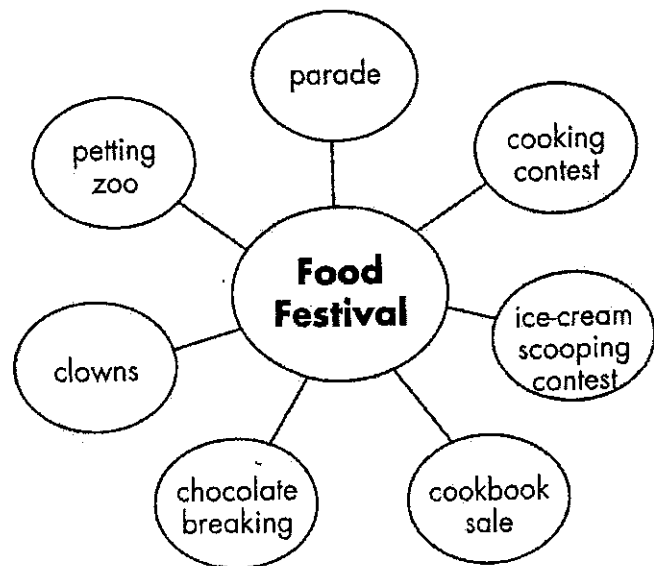 parade
cooking
contest
petting
zoo
Food
Festival
ice-cream
scooping
contest
clowns
chocolate
breaking
cookbook
sale